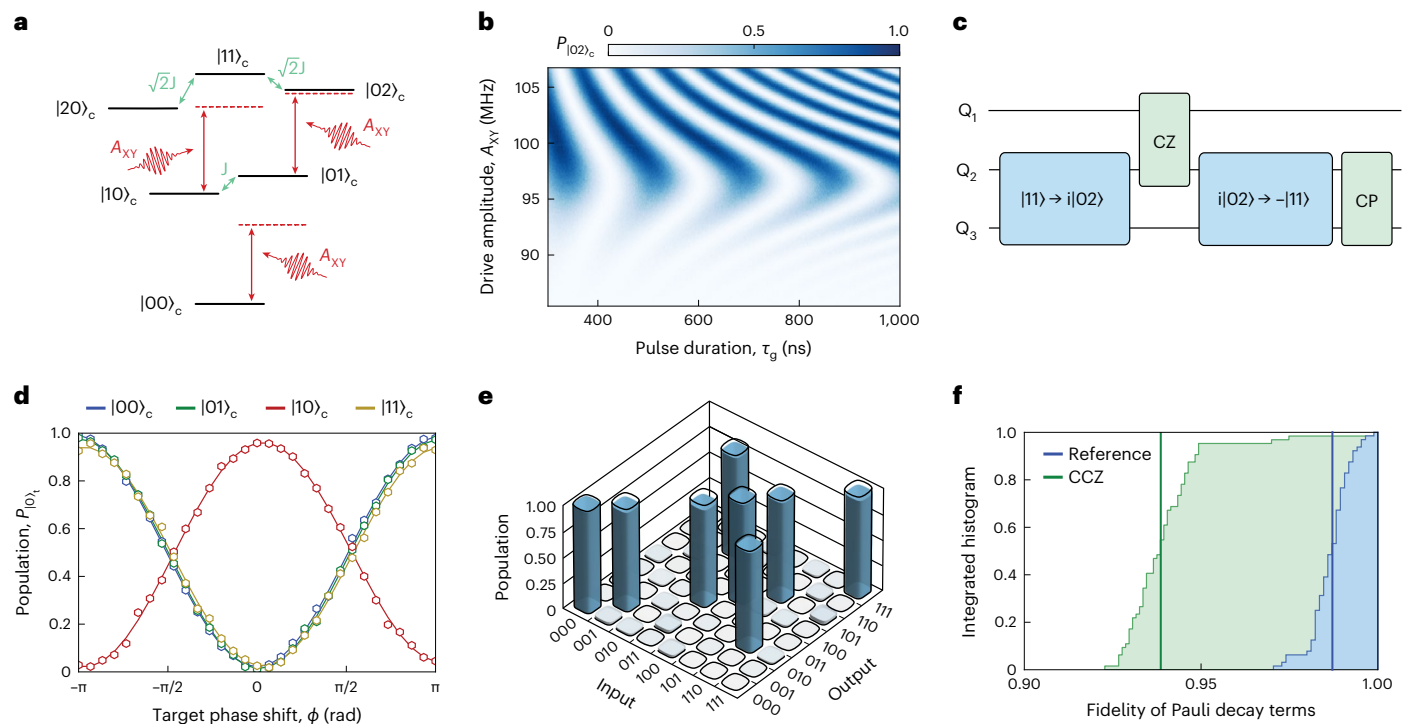 a
|11⟩c
√2J
√2J
|20⟩c
|02⟩c
AXY
AXY
J
|10⟩c
|01⟩c
AXY
|00⟩c
b
P|02⟩c
0
0.5
1.0
Drive amplitude, AXY (MHz)
105
100
95
90
400
600
800
1,000
Pulse duration, τg (ns)
c
Q1
Q2
Q3
|11⟩ → i|02⟩
CZ
i|02⟩ → −|11⟩
CP
d
|00⟩c
|01⟩c
|10⟩c
|11⟩c
Population, P|0⟩t
1.0
0.8
0.6
0.4
0.2
0
−π
−π/2
0
π/2
π
Target phase shift, ϕ (rad)
e
Population
1.00
0.75
0.50
0.25
0
000
001
010
011
100
101
110
111
Input
000
001
010
011
100
101
110
111
Output
f
Integrated histogram
1.0
0.8
0.6
0.4
0.2
0
Reference
CCZ
0.90
0.95
1.00
Fidelity of Pauli decay terms